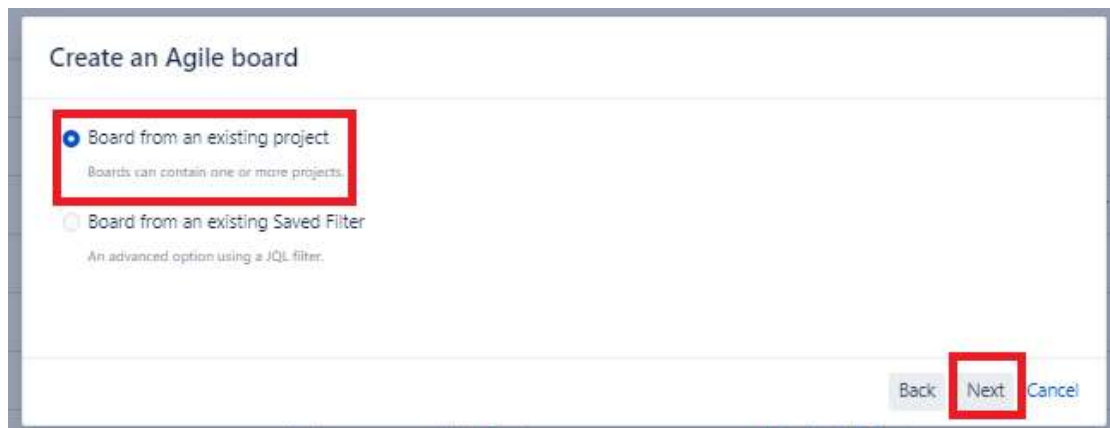 Create an Agile board
Board from an existing project
Boards can contain one or more projects.
Board from an existing Saved Filter
An advanced option using a JQL filter.
Back Next Cancel